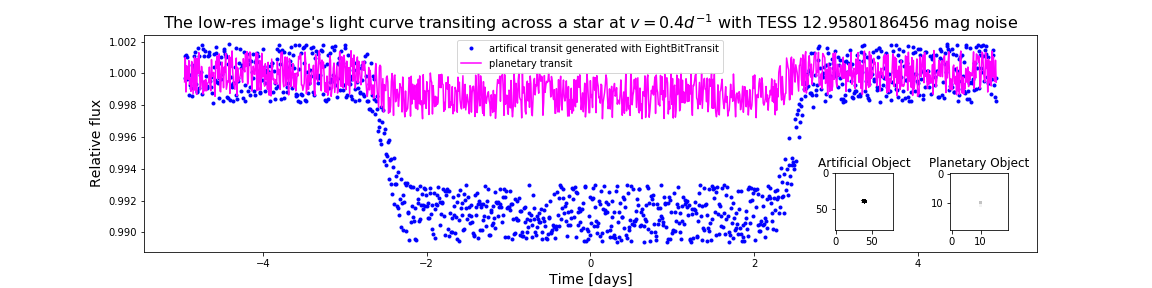 The low-res image's light curve transiting across a star at v = 0.4d⁻¹ with TESS 12.9580186456 mag noise
artifical transit generated with EightBitTransit
planetary transit
Relative flux
1.002
1.000
0.998
0.996
0.994
0.992
0.990
−4
−2
0
2
4
Time [days]
Artificial Object
0
50
0
50
Planetary Object
0
10
0
10